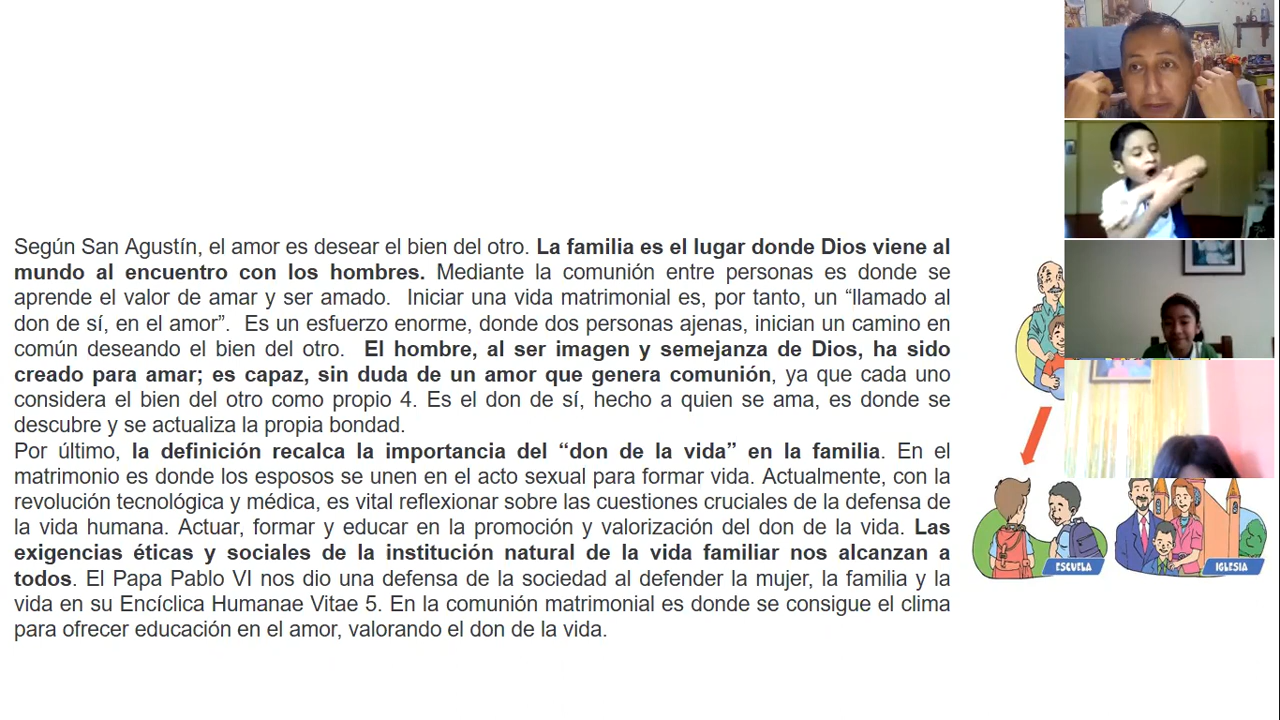 Según San Agustín, el amor es desear el bien del otro. La familia es el lugar donde Dios viene al
mundo al encuentro con los hombres. Mediante la comunión entre personas es donde se
aprende el valor de amar y ser amado. Iniciar una vida matrimonial es, por tanto, un “llamado al
don de sí, en el amor”. Es un esfuerzo enorme, donde dos personas ajenas, inician un camino en
común deseando el bien del otro. El hombre, al ser imagen y semejanza de Dios, ha sido
creado para amar; es capaz, sin duda de un amor que genera comunión, ya que cada uno
considera el bien del otro como propio 4. Es el don de sí, hecho a quien se ama, es donde se
descubre y se actualiza la propia bondad.
Por último, la definición recalca la importancia del “don de la vida” en la familia. En el
matrimonio es donde los esposos se unen en el acto sexual para formar vida. Actualmente, con la
revolución tecnológica y médica, es vital reflexionar sobre las cuestiones cruciales de la defensa de
la vida humana. Actuar, formar y educar en la promoción y valorización del don de la vida. Las
exigencias éticas y sociales de la institución natural de la vida familiar nos alcanzan a
todos. El Papa Pablo VI nos dio una defensa de la sociedad al defender la mujer, la familia y la
vida en su Encíclica Humanae Vitae 5. En la comunión matrimonial es donde se consigue el clima
para ofrecer educación en el amor, valorando el don de la vida.
ESCUELA
IGLESIA